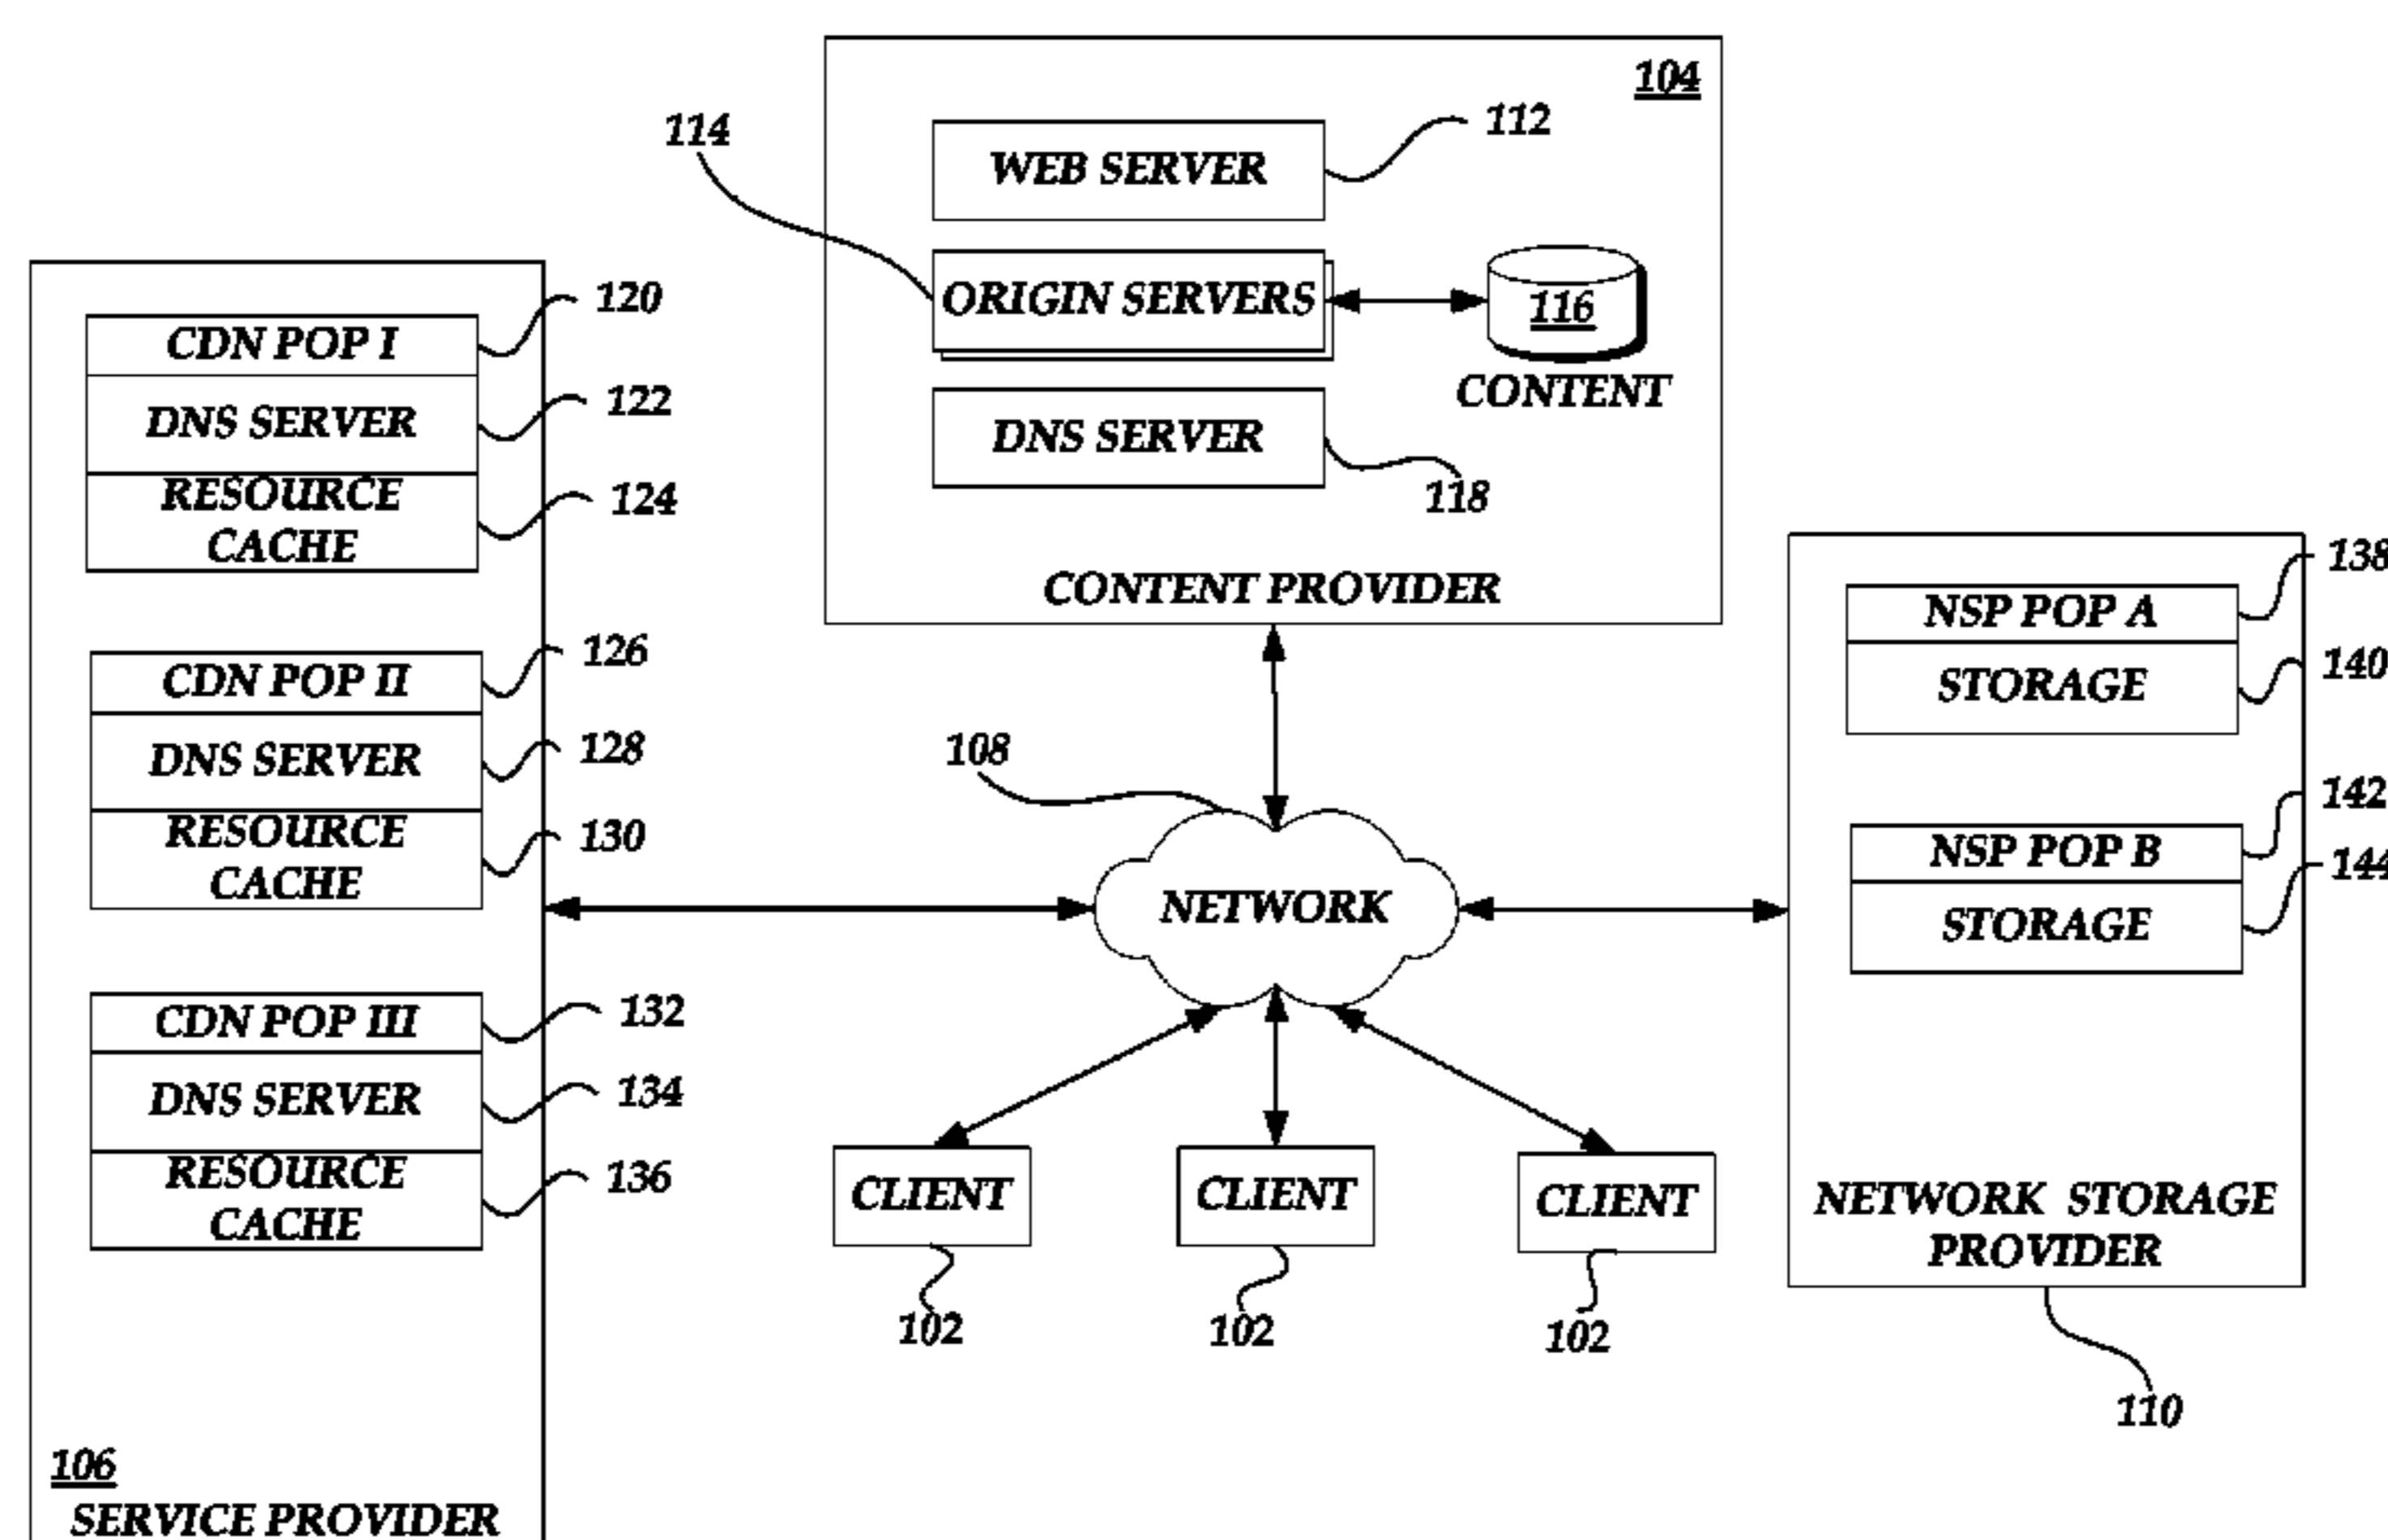 104
112
WEB SERVER
114
ORIGIN SERVERS
116
CONTENT
DNS SERVER
118
CONTENT PROVIDER
CDN POP I
120
DNS SERVER
122
RESOURCE
CACHE
124
CDN POP II
126
DNS SERVER
128
RESOURCE
CACHE
130
CDN POP III
132
DNS SERVER
134
RESOURCE
CACHE
136
106
SERVICE PROVIDER
108
NETWORK
CLIENT
CLIENT
CLIENT
102
102
102
NSP POP A
138
STORAGE
140
NSP POP B
142
STORAGE
144
NETWORK STORAGE
PROVIDER
110